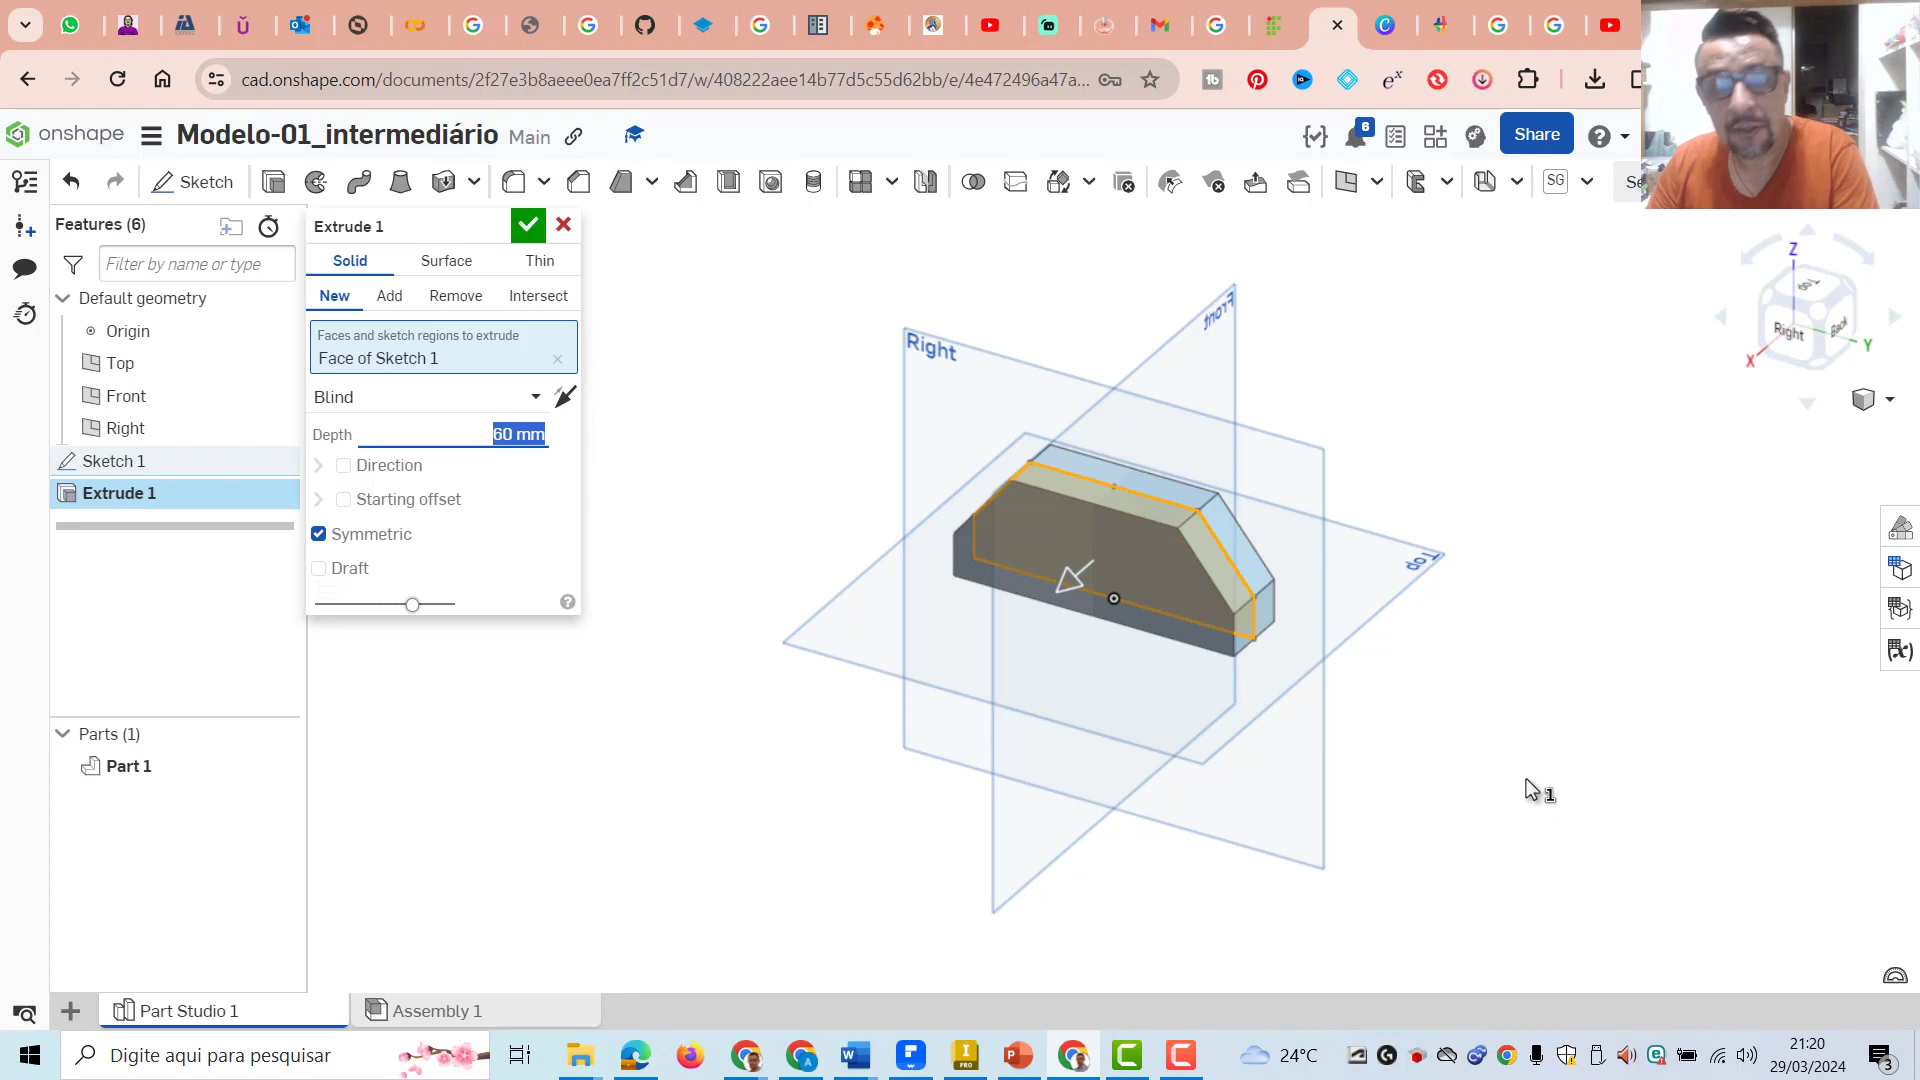 cad.onshape.com/documents/2f27e3b8aeee0ea7ff2c51d7/w/408222aee14b77d5c55d62bb/e/4e472496a47a...
onshape
Modelo-01_intermediário
Main
6
Share
Sketch
SG
Features (6)
Filter by name or type
Default geometry
Origin
Top
Front
Right
Sketch 1
Extrude 1
Parts (1)
Part 1
Extrude 1
Solid
Surface
Thin
New
Add
Remove
Intersect
Faces and sketch regions to extrude
Face of Sketch 1
Blind
Depth
60 mm
Direction
Starting offset
Symmetric
Draft
Right
Front
Top
Z
Top
Right
Back
X
Y
1
Part Studio 1
Assembly 1
Digite aqui para pesquisar
24°C
21:20
29/03/2024
3